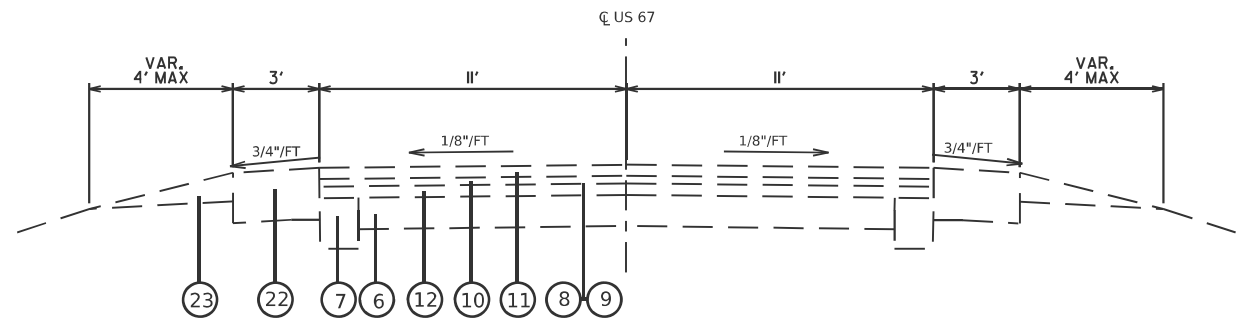 ℄ US 67
VAR.
4' MAX
3'
11'
11'
3'
VAR.
4' MAX
3/4"/FT
1/8"/FT
1/8"/FT
3/4"/FT
23
22
7
6
12
10
11
8
9